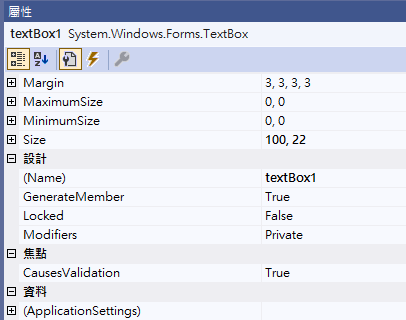 屬性
textBox1 System.Windows.Forms.TextBox
Margin 3, 3, 3, 3
MaximumSize 0, 0
MinimumSize 0, 0
Size 100, 22
設計
(Name) textBox1
GenerateMember True
Locked False
Modifiers Private
焦點
CausesValidation True
資料
(ApplicationSettings)